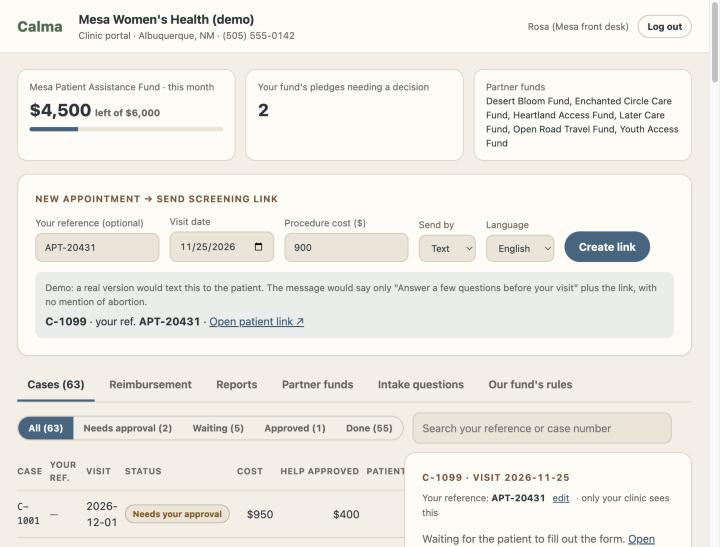 Calma
Mesa Women's Health (demo)
Clinic portal · Albuquerque, NM · (505) 555-0142
Rosa (Mesa front desk)
Log out
Mesa Patient Assistance Fund · this month
$4,500 left of $6,000
Your fund's pledges needing a decision
2
Partner funds
Desert Bloom Fund, Enchanted Circle Care
Fund, Heartland Access Fund, Later Care
Fund, Open Road Travel Fund, Youth Access
Fund
NEW APPOINTMENT → SEND SCREENING LINK
Your reference (optional)
Visit date
Procedure cost ($)
Send by
Language
APT-20431
11/25/2026
900
Text
English
Create link
Demo: a real version would text this to the patient. The message would say only "Answer a few questions before your visit" plus the link, with
no mention of abortion.
C-1099 · your ref. APT-20431 · Open patient link ↗
Cases (63)
Reimbursement
Reports
Partner funds
Intake questions
Our fund's rules
All (63)
Needs approval (2)
Waiting (5)
Approved (1)
Done (55)
Search your reference or case number
CASE
YOUR
REF.
VISIT
STATUS
COST
HELP APPROVED
PATIENT
C-
1001
—
2026-
12-01
Needs your approval
$950
$400
C-1099 · VISIT 2026-11-25
Your reference: APT-20431 edit · only your clinic sees
this
Waiting for the patient to fill out the form. Open